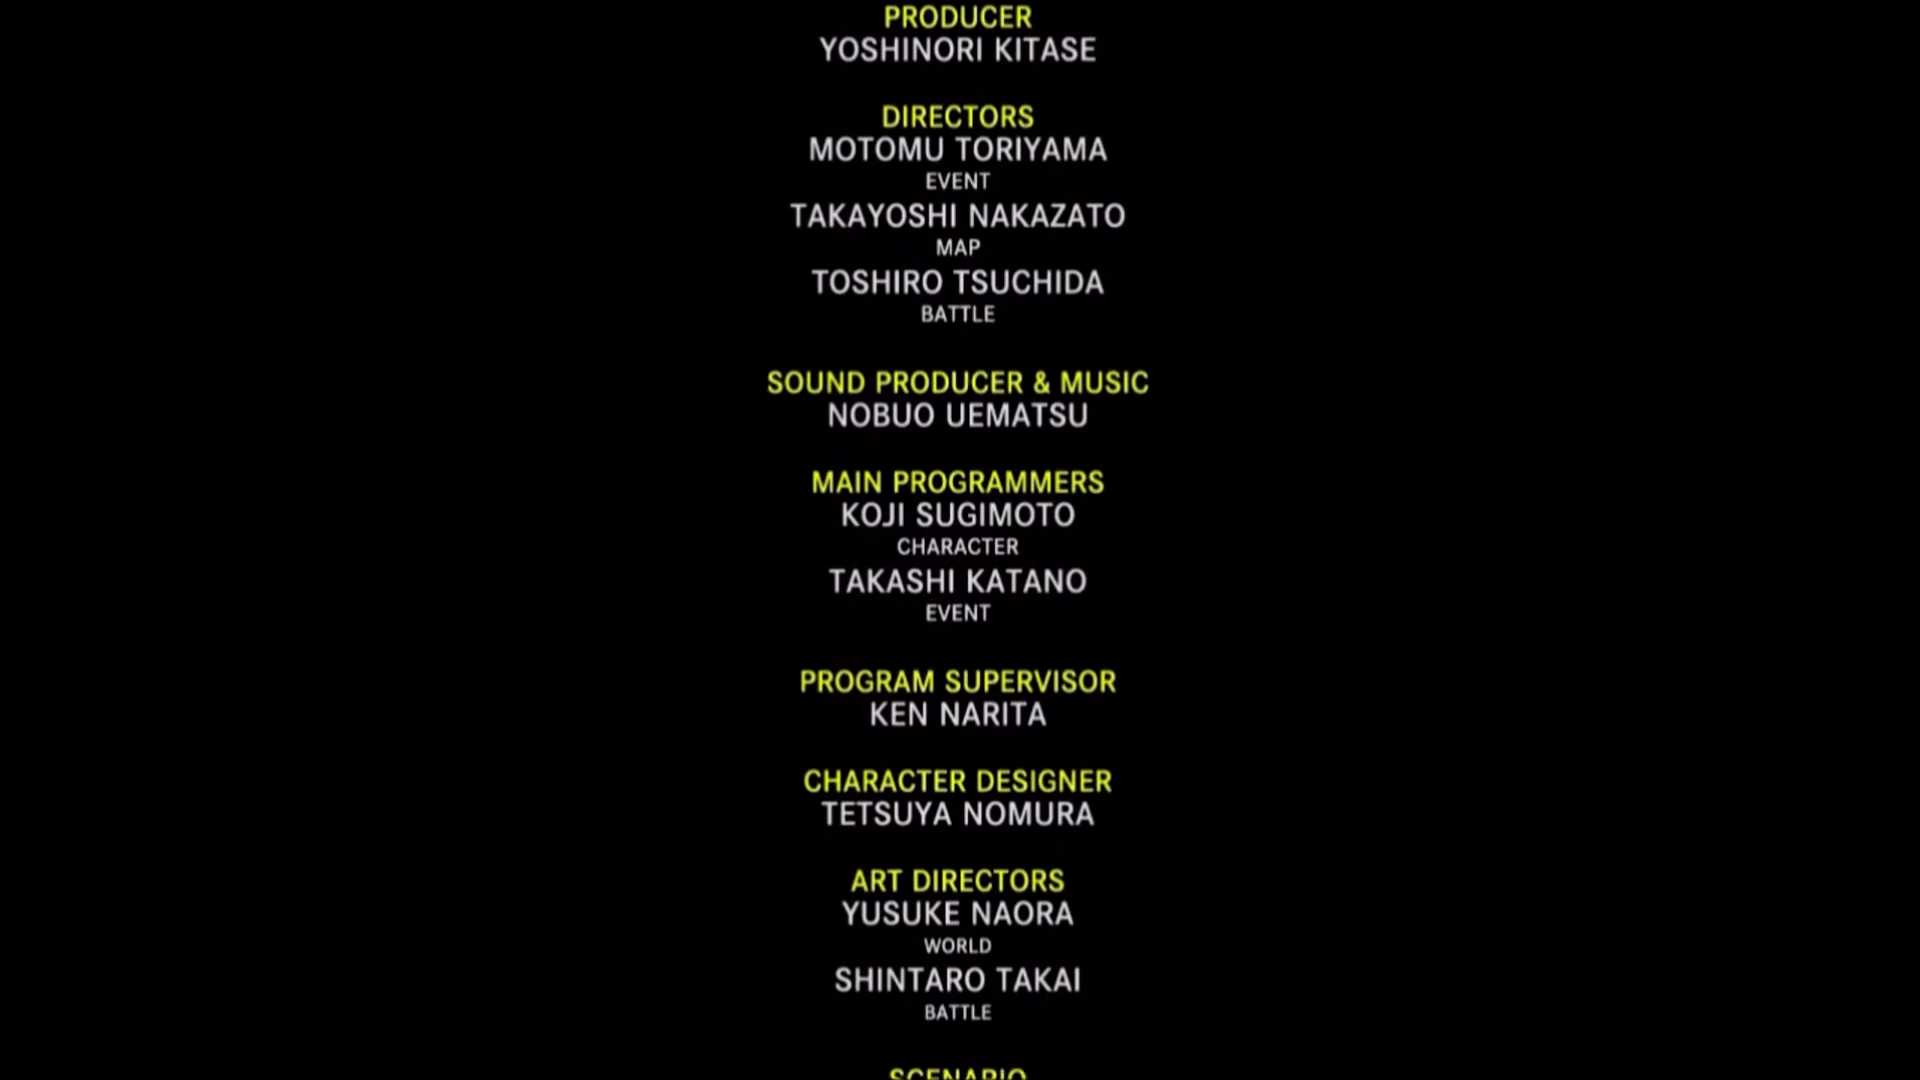 PRODUCER
YOSHINORI KITASE
DIRECTORS
MOTOMU TORIYAMA
EVENT
TAKAYOSHI NAKAZATO
MAP
TOSHIRO TSUCHIDA
BATTLE
SOUND PRODUCER & MUSIC
NOBUO UEMATSU
MAIN PROGRAMMERS
KOJI SUGIMOTO
CHARACTER
TAKASHI KATANO
EVENT
PROGRAM SUPERVISOR
KEN NARITA
CHARACTER DESIGNER
TETSUYA NOMURA
ART DIRECTORS
YUSUKE NAORA
WORLD
SHINTARO TAKAI
BATTLE
SCENARIO